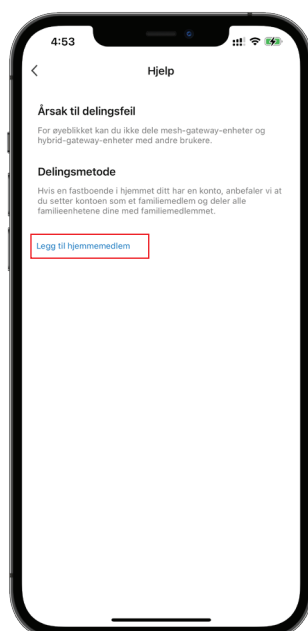 4:53
Hjelp
Årsak til delingsfeil
For øyeblikket kan du ikke dele mesh-gateway-enheter og
hybrid-gateway-enheter med andre brukere.
Delingsmetode
Hvis en fastboende i hjemmet ditt har en konto, anbefaler vi at
du setter kontoen som et familiemedlem og deler alle
familieenhetene dine med familiemedlemmet.
Legg til hjemmemedlem